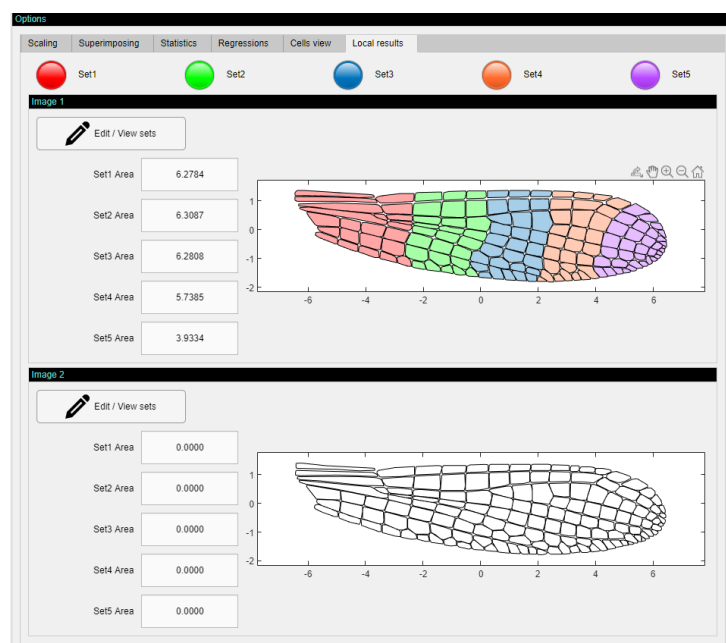 Options
Scaling Superimposing Statistics Regressions Cells view Local results
Set1 Set2 Set3 Set4 Set5
Image 1
Edit / View sets
Set1 Area 6.2784
Set2 Area 6.3087
Set3 Area 6.2808
Set4 Area 5.7385
Set5 Area 3.9334
1
0
-1
-2
-6 -4 -2 0 2 4 6
Image 2
Edit / View sets
Set1 Area 0.0000
Set2 Area 0.0000
Set3 Area 0.0000
Set4 Area 0.0000
Set5 Area 0.0000
1
0
-1
-2
-6 -4 -2 0 2 4 6